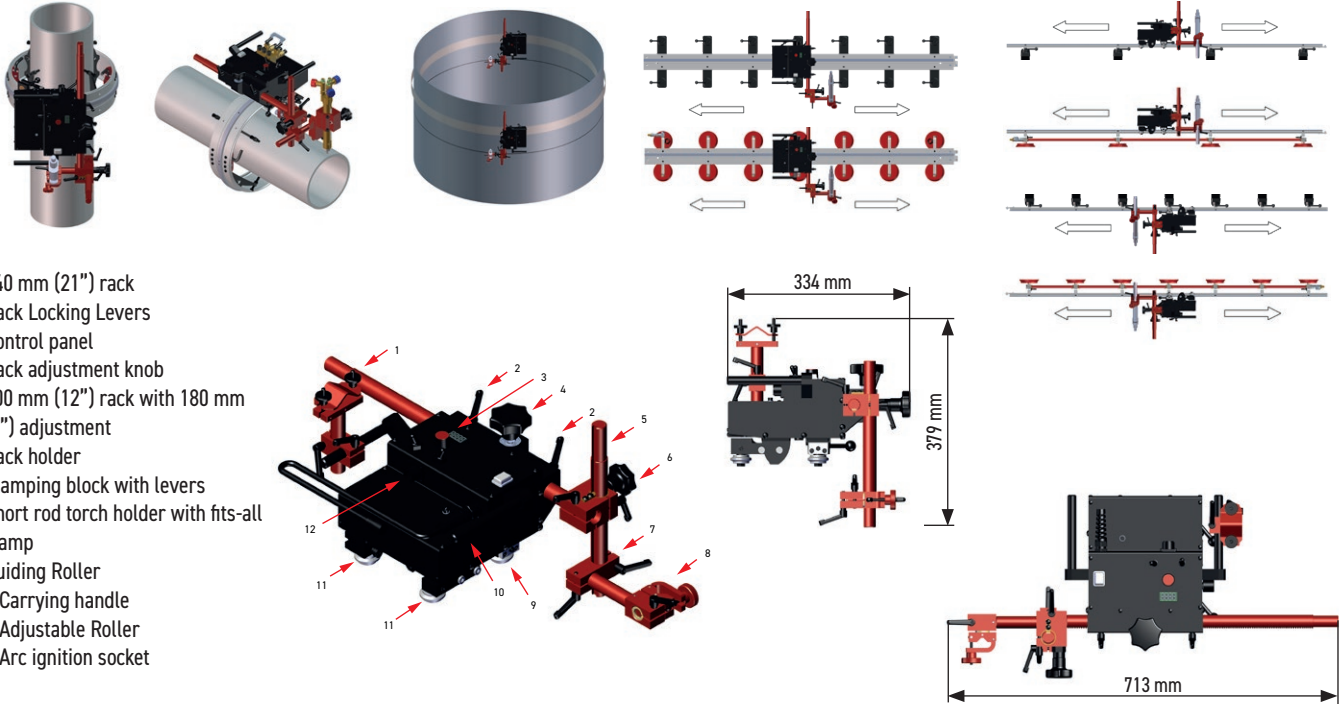 40 mm (21”) rack
ack Locking Levers
ontrol panel
ack adjustment knob
00 mm (12”) rack with 180 mm
”) adjustment
ack holder
amping block with levers
hort rod torch holder with fits-all
amp
uiding Roller
Carrying handle
Adjustable Roller
Arc ignition socket
1
2
3
4
2
5
6
7
8
12
11
11
10
9
334 mm
379 mm
713 mm